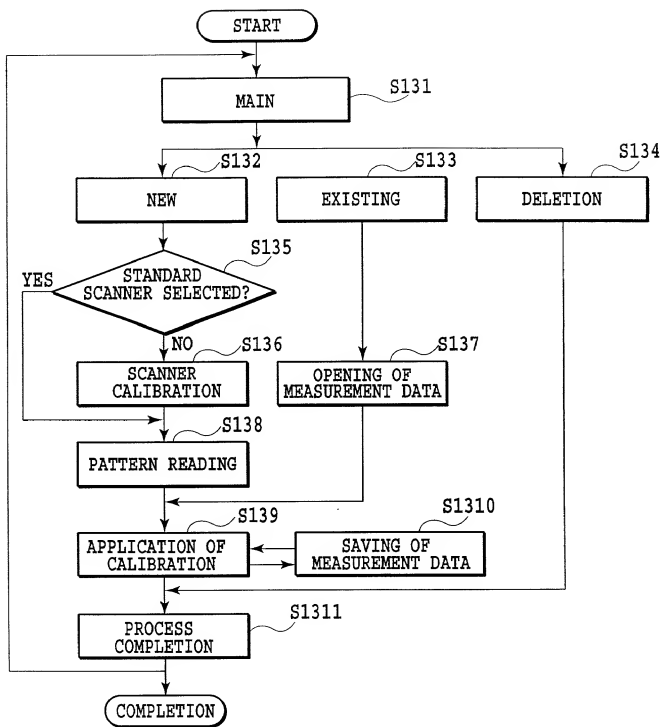 START
S131
MAIN
S132
S133
S134
NEW
EXISTING
DELETION
S135
YES
STANDARD
SCANNER SELECTED?
NO
S136
S137
SCANNER
CALIBRATION
OPENING OF
MEASUREMENT DATA
S138
PATTERN READING
S139
S1310
APPLICATION OF
CALIBRATION
SAVING OF
MEASUREMENT DATA
S1311
PROCESS
COMPLETION
COMPLETION